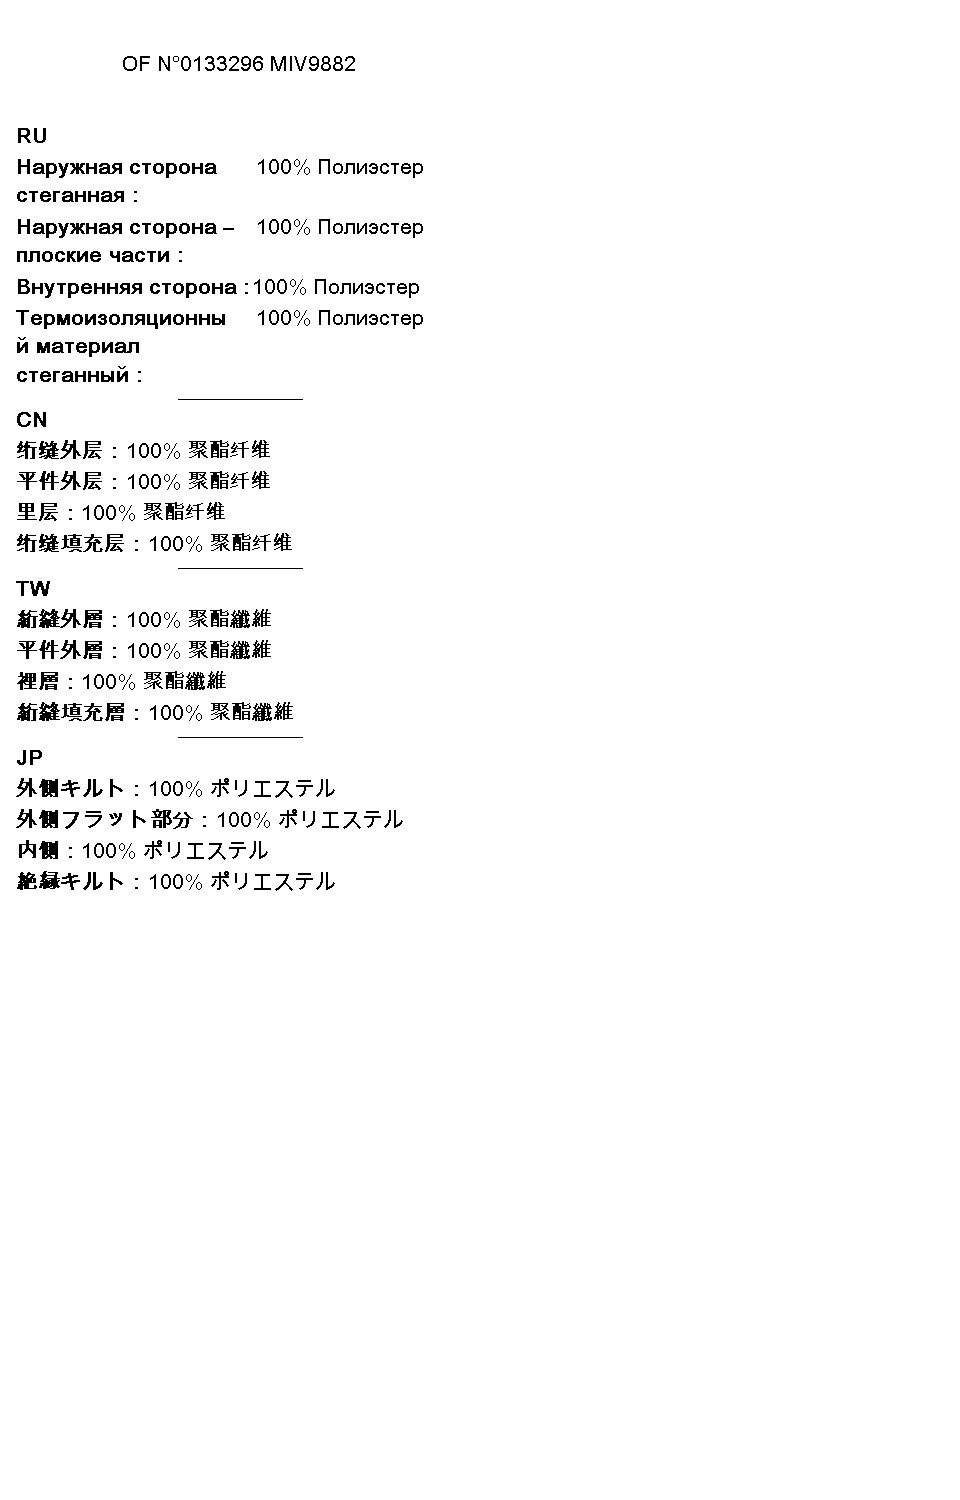 OF N°0133296 MIV9882
RU
Наружная сторона 100% Полиэстер
стеганная :
Наружная сторона – 100% Полиэстер
плоские части :
Внутренняя сторона : 100% Полиэстер
Термоизоляционны 100% Полиэстер
й материал
стеганный :
CN
绗缝外层 : 100% 聚酯纤维
平件外层 : 100% 聚酯纤维
里层 : 100% 聚酯纤维
绗缝填充层 : 100% 聚酯纤维
TW
絎縫外層 : 100% 聚酯纖維
平件外層 : 100% 聚酯纖維
裡層 : 100% 聚酯纖維
絎縫填充層 : 100% 聚酯纖維
JP
外側キルト : 100% ポリエステル
外側フラット部分 : 100% ポリエステル
内側 : 100% ポリエステル
絶縁キルト : 100% ポリエステル